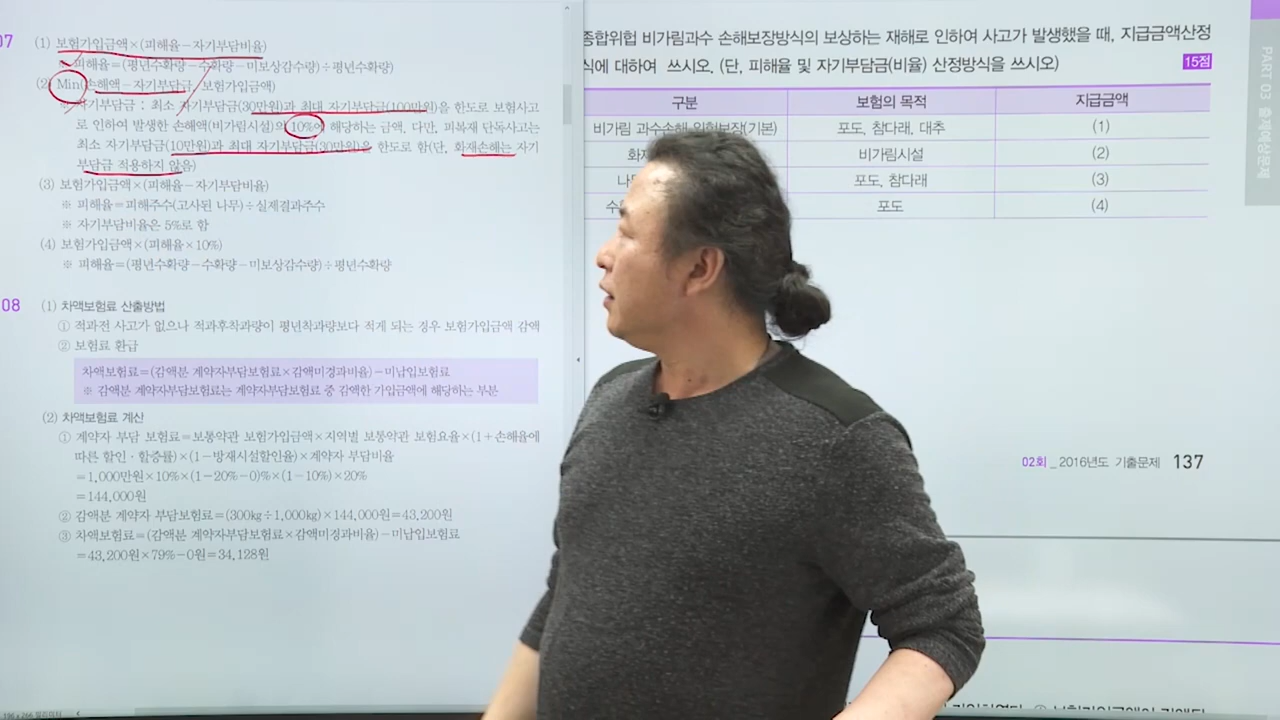 07
(1) 보험가입금액×(피해율-자기부담비율)
※ 피해율=(평년수확량-수확량-미보상감수량)÷평년수확량)
(2) Min(손해액-자기부담금, 보험가입금액)
※ 자기부담금 : 최소 자기부담금(30만원)과 최대 자기부담금(100만원)을 한도로 보험사고
로 인하여 발생한 손해액(비가림시설)의 10%에 해당하는 금액. 다만, 피복재 단독사고는
최소 자기부담금(10만원)과 최대 자기부담금(30만원)을 한도로 함(단, 화재손해는 자기
부담금 적용하지 않음)
(3) 보험가입금액×(피해율-자기부담비율)
※ 피해율=피해주수(고사된 나무)÷실제결과주수
※ 자기부담비율은 5%로 함
(4) 보험가입금액×(피해율×10%)
※ 피해율=(평년수확량-수확량-미보상감수량)÷평년수확량
08
(1) 차액보험료 산출방법
① 적과전 사고가 없으나 적과후착과량이 평년착과량보다 적게 되는 경우 보험가입금액 감액
② 보험료 환급
차액보험료=(감액분 계약자부담보험료×감액미경과비율)-미납입보험료
※ 감액분 계약자부담보험료는 계약자부담보험료 중 감액한 가입금액에 해당하는 부분
(2) 차액보험료 계산
① 계약자 부담 보험료=보통약관 보험가입금액×지역별 보통약관 보험요율×(1+손해율에
따른 할인·할증률)×(1-방재시설할인율)×계약자 부담비율
=1,000만원×10%×(1-20%-0)%×(1-10%)×20%
=144,000원
② 감액분 계약자 부담보험료=(300kg÷1,000kg)×144,000원=43,200원
③ 차액보험료=(감액분 계약자부담보험료×감액미경과비율)-미납입보험료
=43,200원×79%-0원=34,128원
종합위험 비가림과수 손해보장방식의 보상하는 재해로 인하여 사고가 발생했을 때, 지급금액산정
식에 대하여 쓰시오. (단, 피해율 및 자기부담금(비율) 산정방식을 쓰시오)
15점
구분 보험의 목적 지급금액
비가림 과수손해 위험보장(기본) 포도, 참다래, 대추 (1)
화재 비가림시설 (2)
나무 포도, 참다래 (3)
수확 포도 (4)
PART 03 출제예상문제
02회 _ 2016년도 기출문제 137